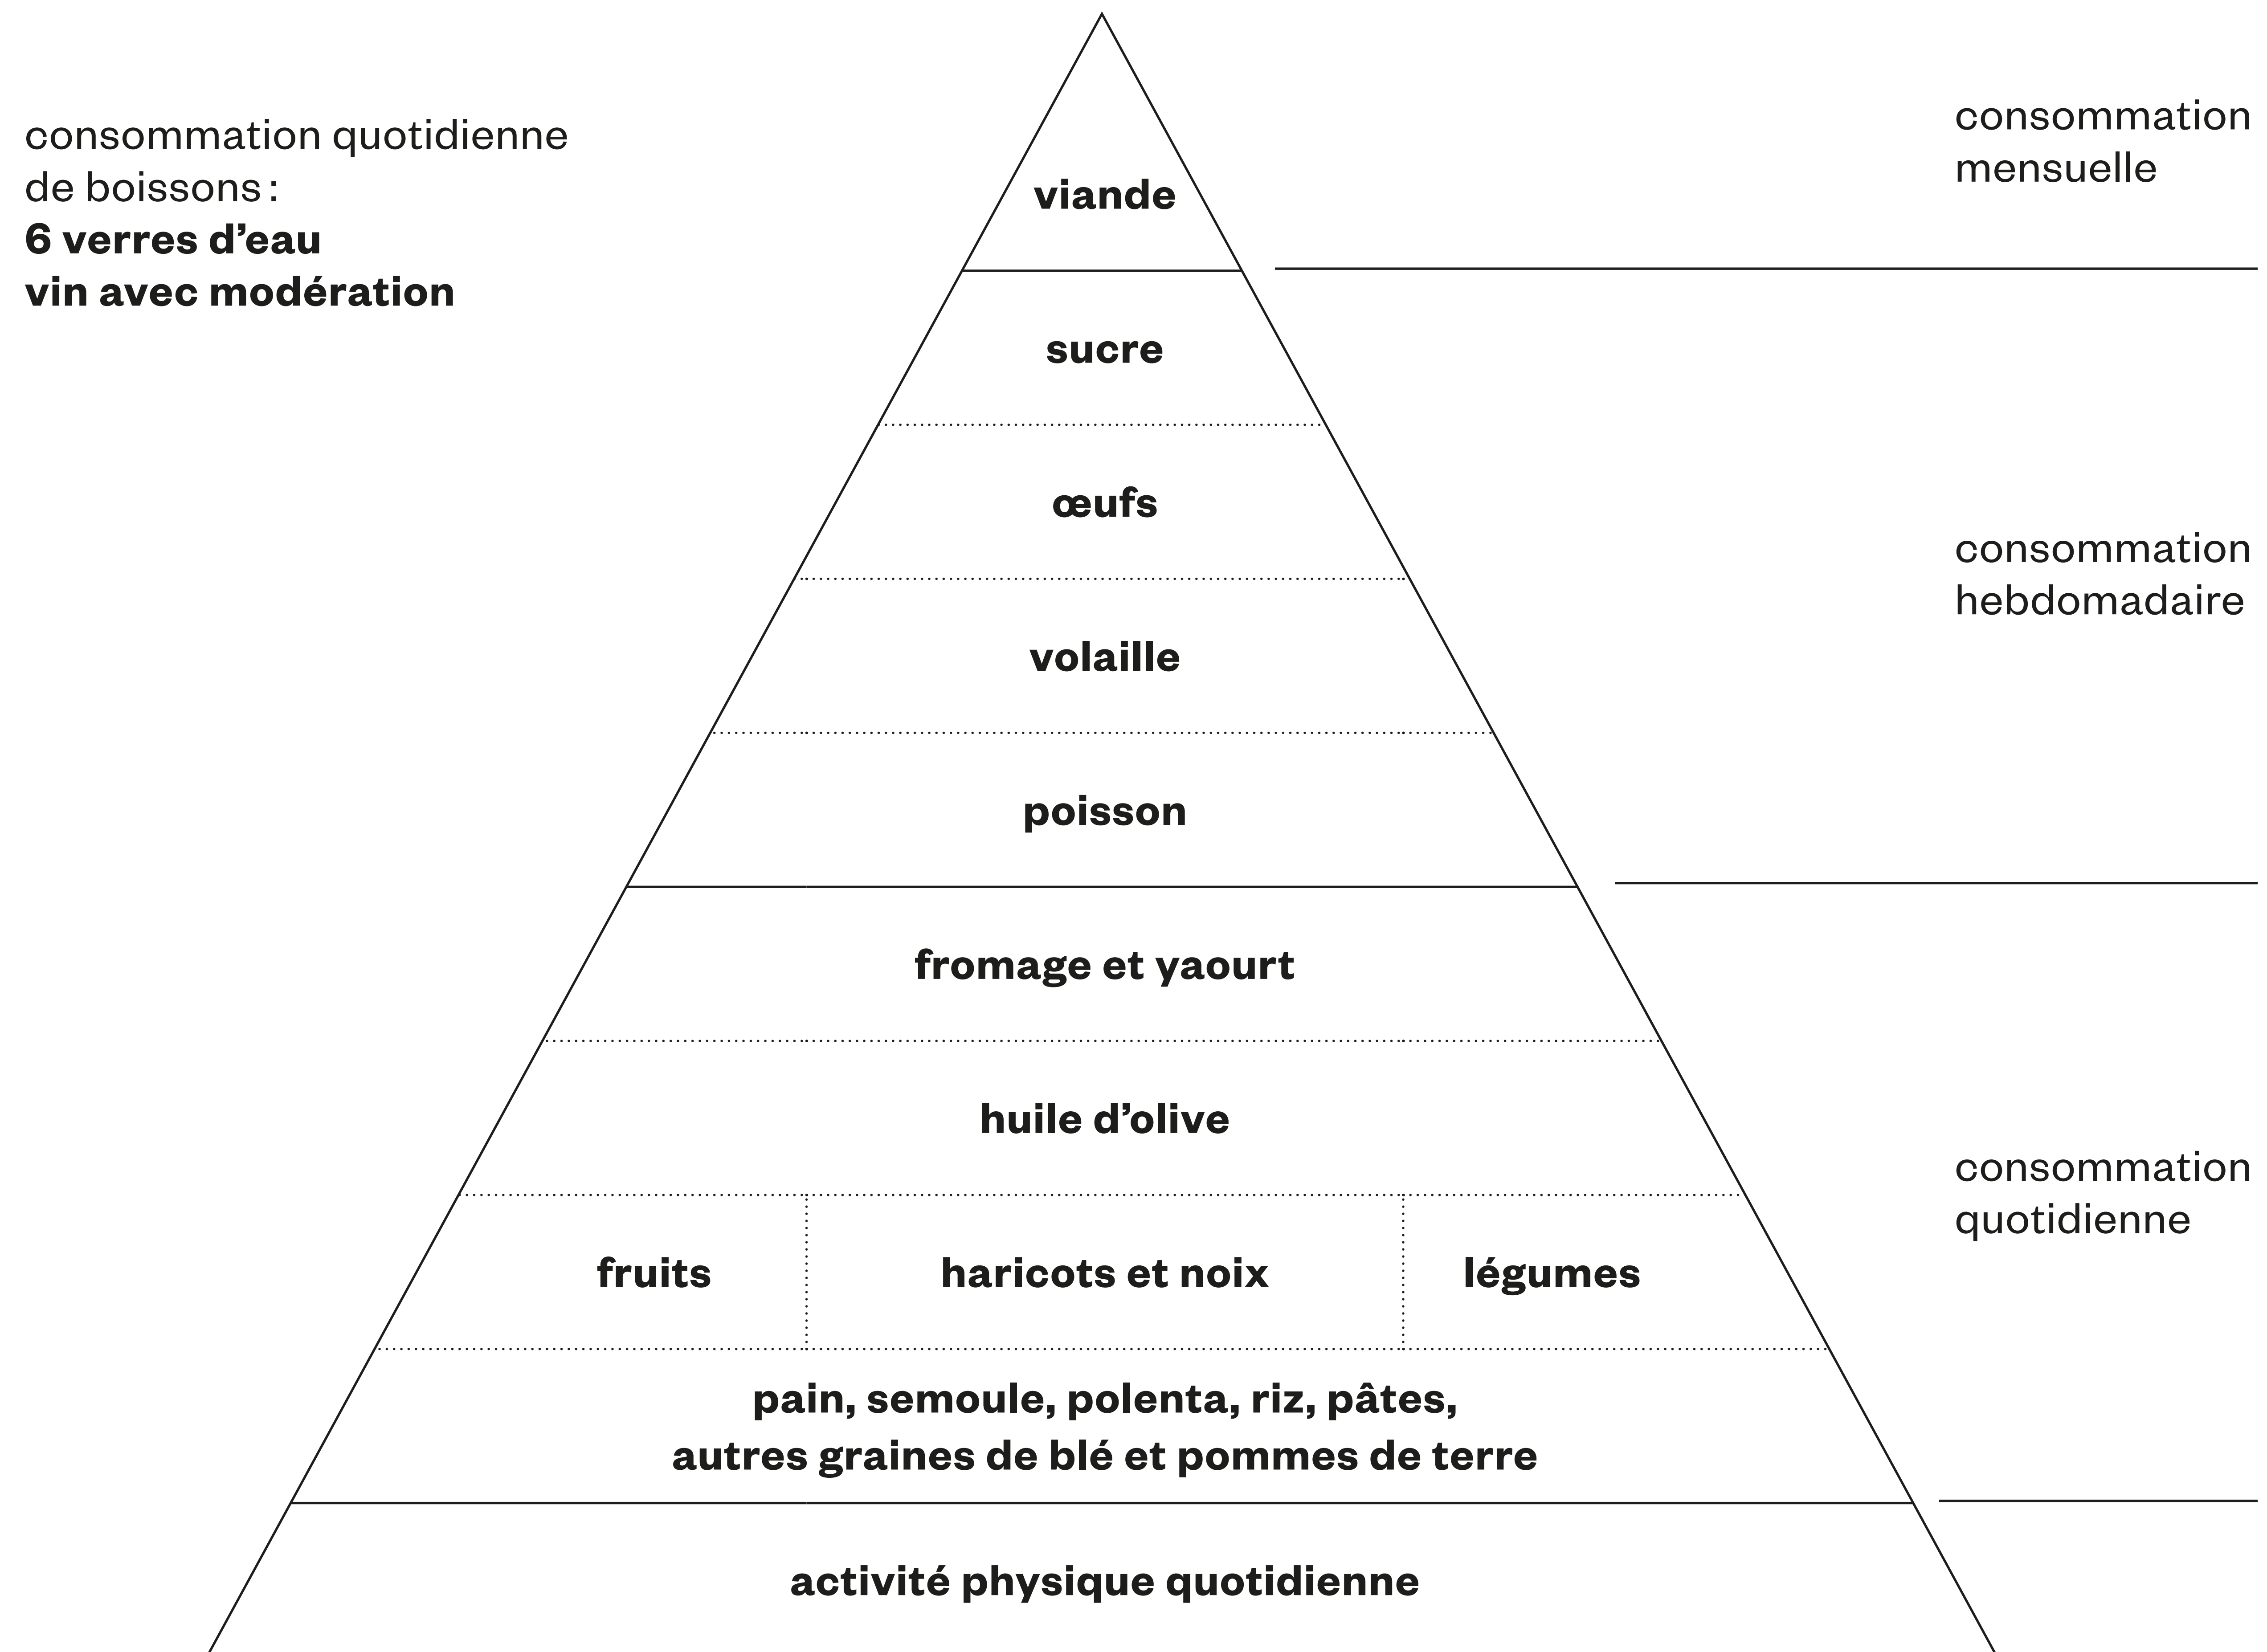 consommation quotidienne
de boissons :
6 verres d’eau
vin avec modération
viande
consommation
mensuelle
sucre
œufs
volaille
poisson
consommation
hebdomadaire
fromage et yaourt
huile d’olive
fruits
haricots et noix
légumes
pain, semoule, polenta, riz, pâtes,
autres graines de blé et pommes de terre
consommation
quotidienne
activité physique quotidienne